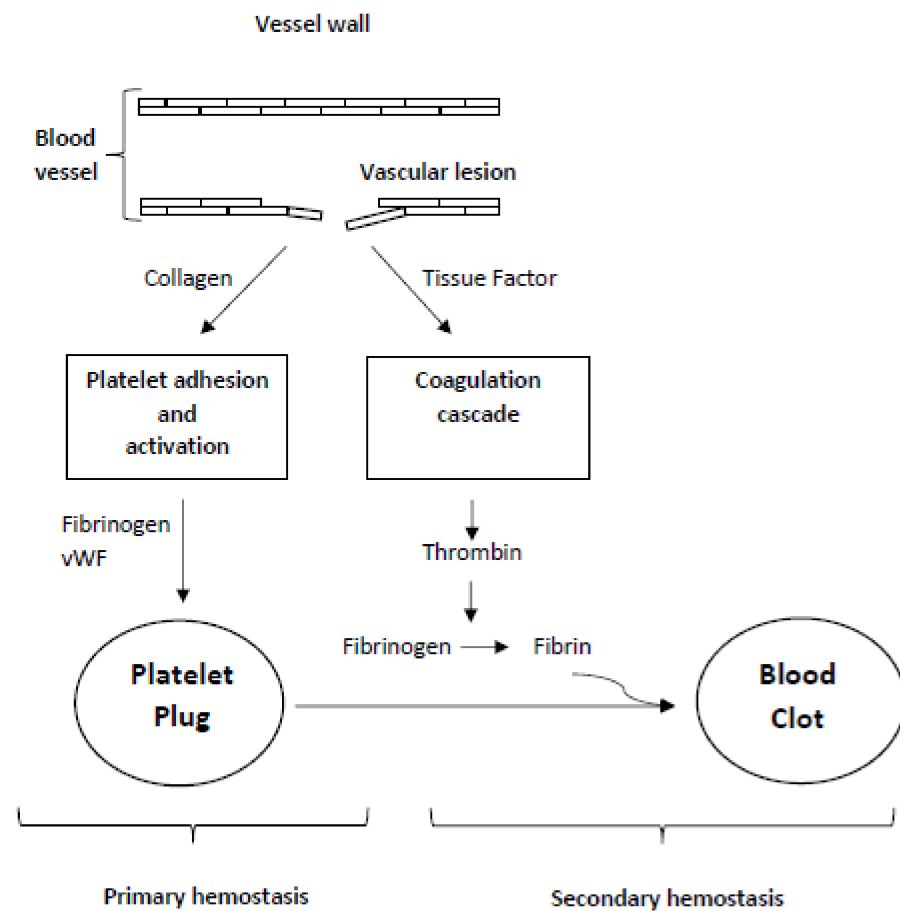 Vessel wall
Blood
vessel
Vascular lesion
Collagen
Tissue Factor
Platelet adhesion
and
activation
Coagulation
cascade
Fibrinogen
vWF
Thrombin
Fibrinogen
Fibrin
Platelet
Plug
Blood
Clot
Primary hemostasis
Secondary hemostasis